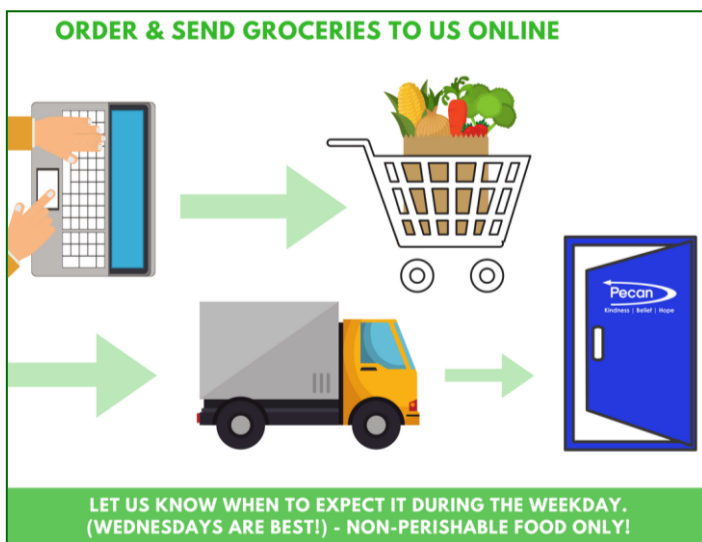 ORDER & SEND GROCERIES TO US ONLINE
Pecan
Kindness | Belief | Hope
LET US KNOW WHEN TO EXPECT IT DURING THE WEEKDAY.
(WEDNESDAYS ARE BEST!) - NON-PERISHABLE FOOD ONLY!